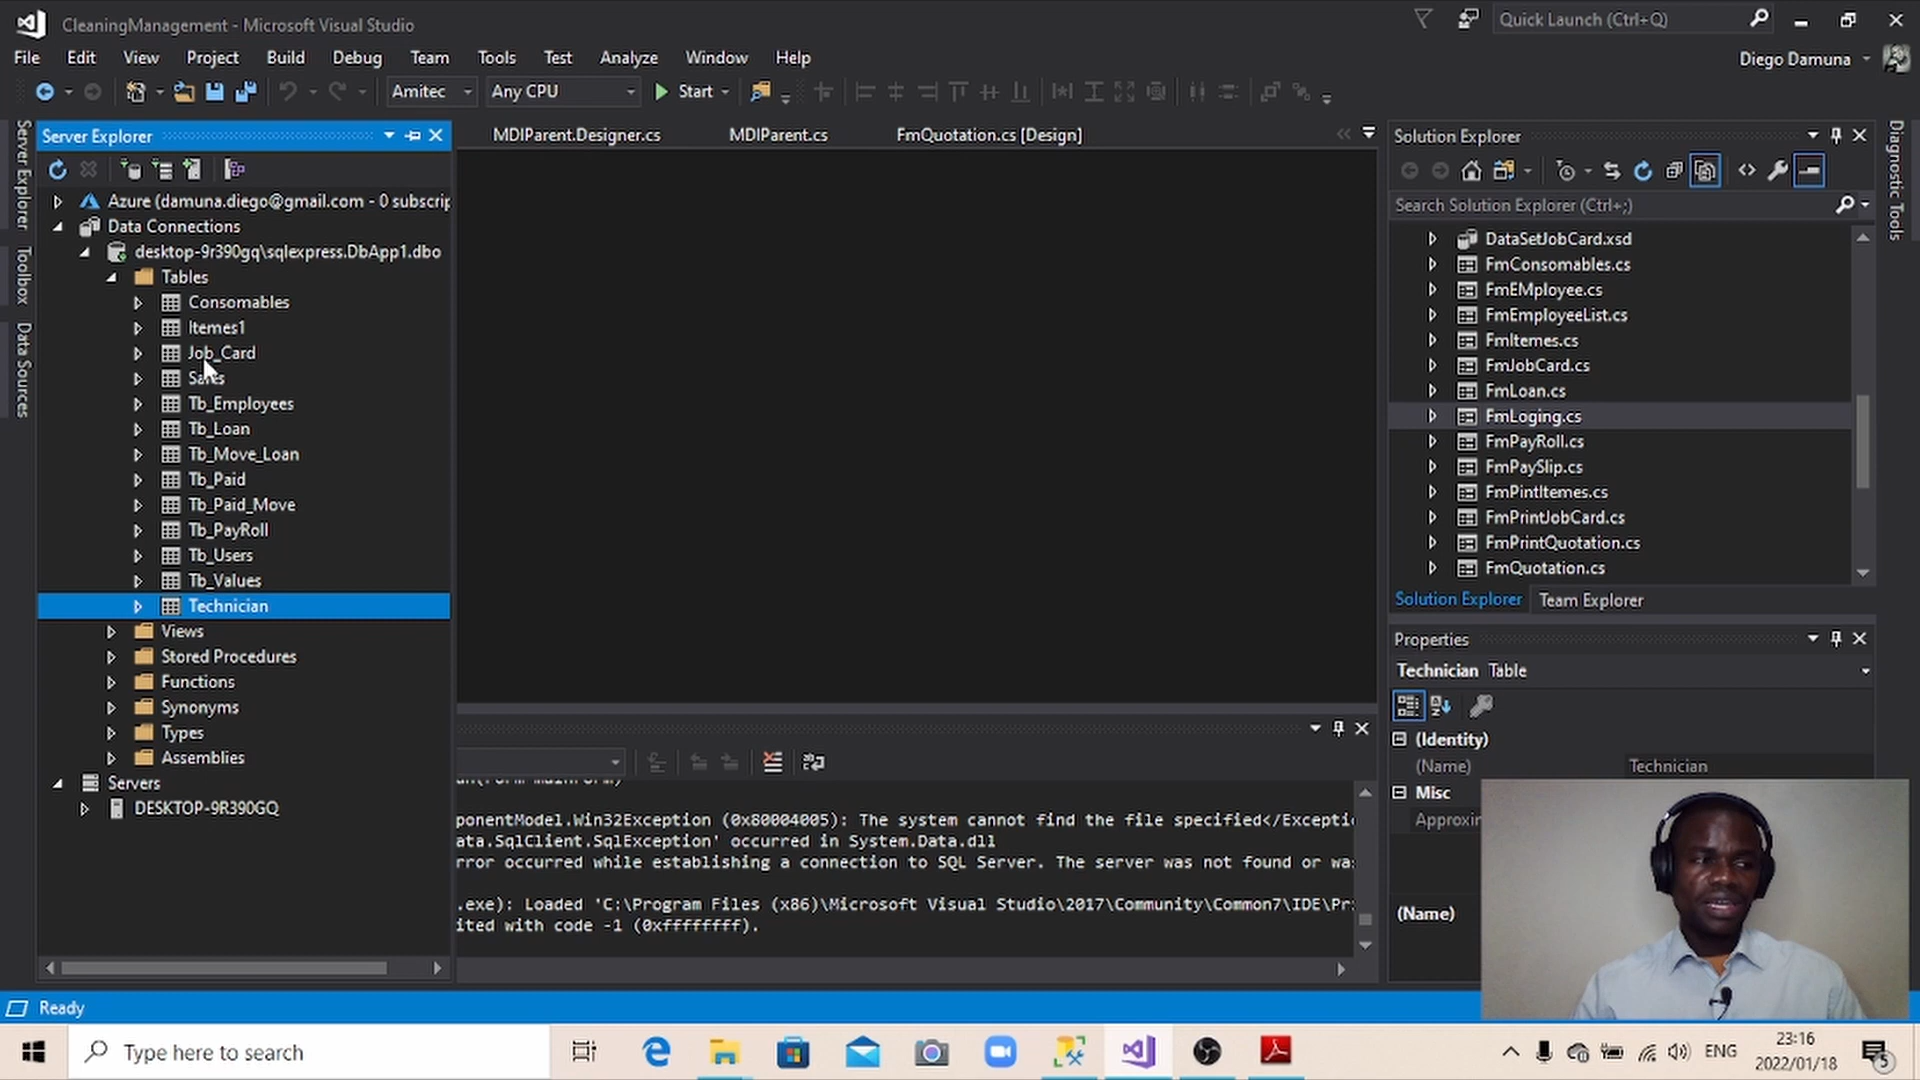 CleaningManagement - Microsoft Visual Studio
Quick Launch (Ctrl+Q)
File Edit View Project Build Debug Team Tools Test Analyze Window Help
Diego Damuna
Amitec Any CPU Start
Server Explorer
Toolbox
Data Sources
Server Explorer
Azure (damuna.diego@gmail.com - 0 subscrip
Data Connections
desktop-9r390gq\sqlexpress.DbApp1.dbo
Tables
Consomables
Itemes1
Job_Card
Sales
Tb_Employees
Tb_Loan
Tb_Move_Loan
Tb_Paid
Tb_Paid_Move
Tb_PayRoll
Tb_Users
Tb_Values
Technician
Views
Stored Procedures
Functions
Synonyms
Types
Assemblies
Servers
DESKTOP-9R390GQ
MDIParent.Designer.cs MDIParent.cs FmQuotation.cs [Design]
ponentModel.Win32Exception (0x80004005): The system cannot find the file specified</Excepti
ata.SqlClient.SqlException' occurred in System.Data.dll
rror occurred while establishing a connection to SQL Server. The server was not found or wa
.exe): Loaded 'C:\Program Files (x86)\Microsoft Visual Studio\2017\Community\Common7\IDE\Pr
ited with code -1 (0xffffffff).
Solution Explorer
Search Solution Explorer (Ctrl+;)
DataSetJobCard.xsd
FmConsomables.cs
FmEMployee.cs
FmEmployeeList.cs
FmItemes.cs
FmJobCard.cs
FmLoan.cs
FmLoging.cs
FmPayRoll.cs
FmPaySlip.cs
FmPintItemes.cs
FmPrintJobCard.cs
FmPrintQuotation.cs
FmQuotation.cs
Solution Explorer Team Explorer
Properties
Technician Table
(Identity)
(Name) Technician
Misc
Approxin
(Name)
Diagnostic Tools
Ready
Type here to search
ENG
23:16
2022/01/18
5